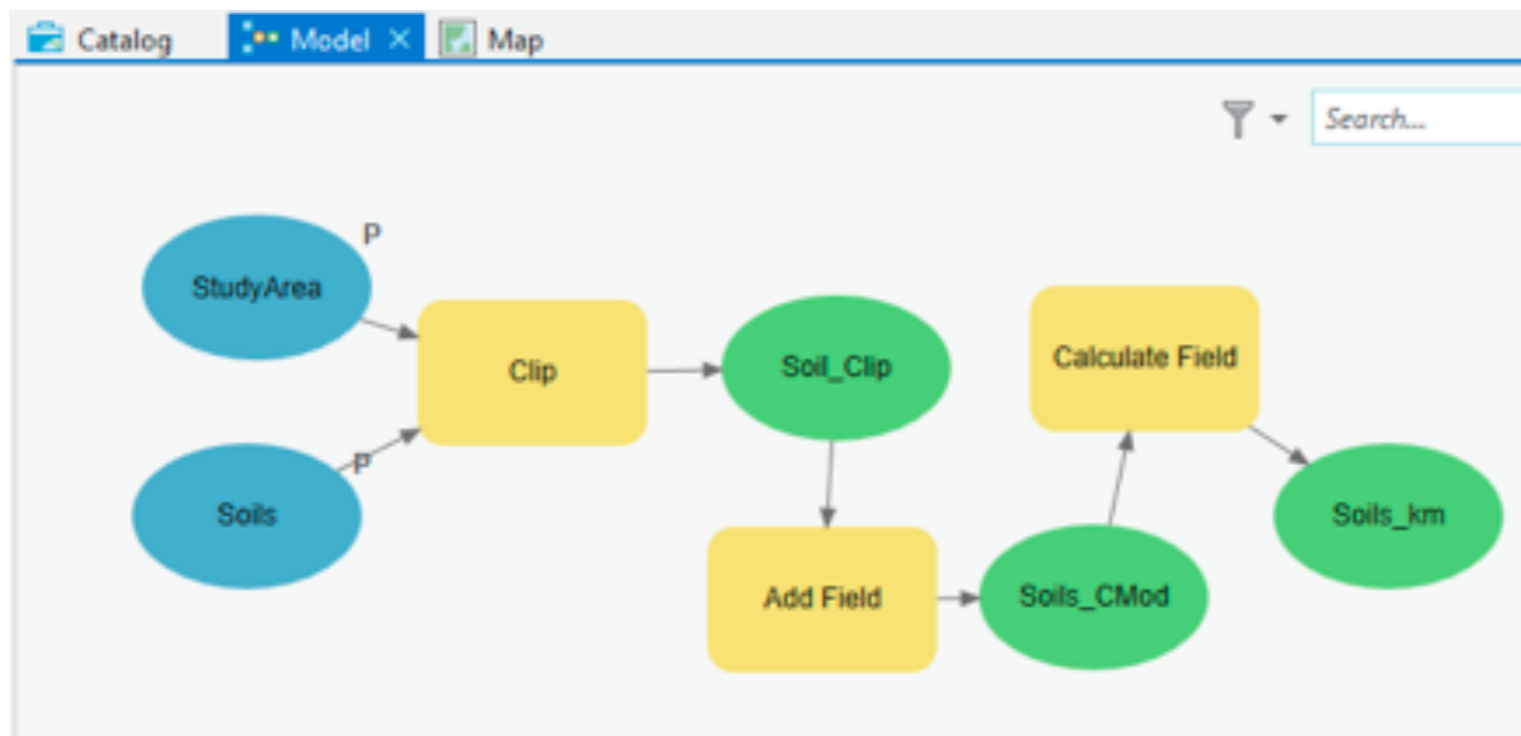 Catalog
Model
Map
Search...
P
StudyArea
Clip
Soil_Clip
Calculate Field
P
Soils
Soils_km
Add Field
Soils_CMod